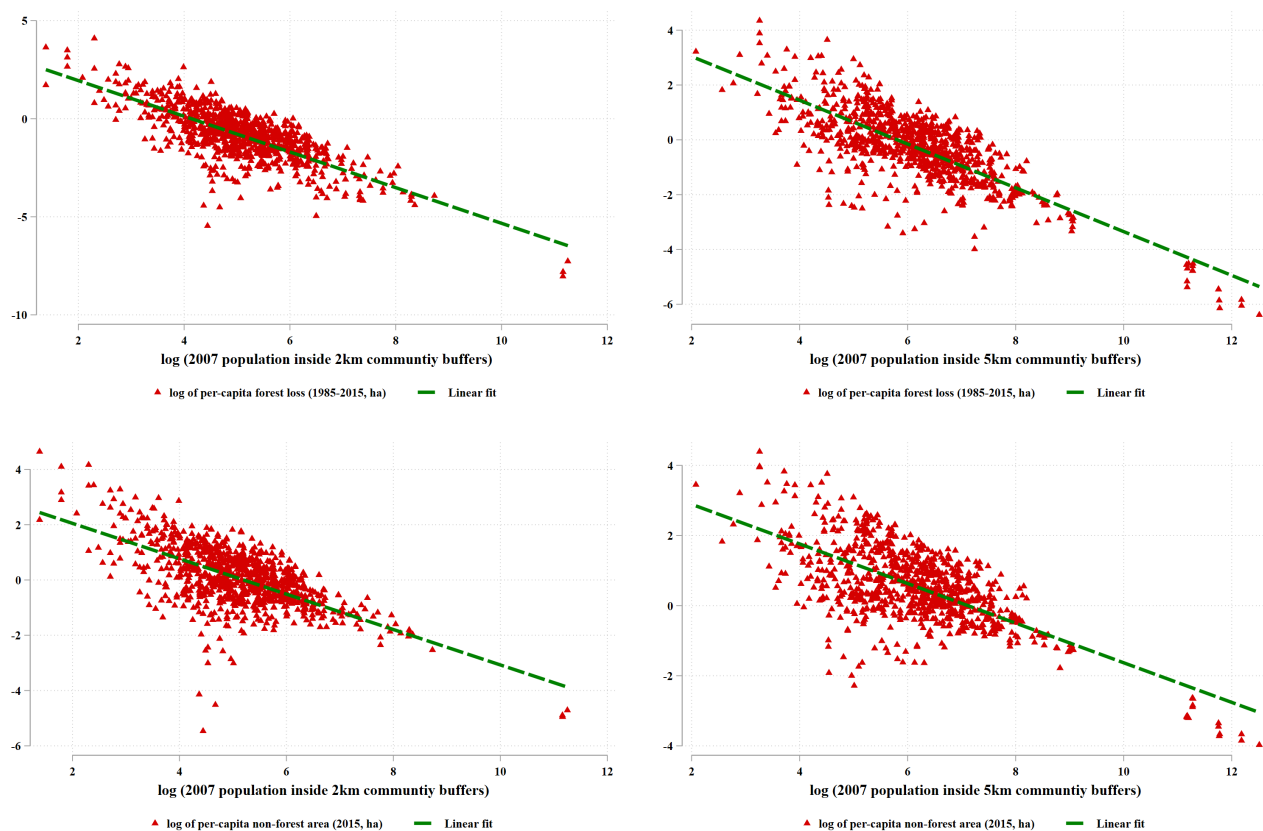 5
0
-5
-10
2 4 6 8 10 12
log (2007 population inside 2km communtiy buffers)
log of per-capita forest loss (1985-2015, ha) Linear fit
4
2
0
-2
-4
-6
2 4 6 8 10 12
log (2007 population inside 5km communtiy buffers)
log of per-capita forest loss (1985-2015, ha) Linear fit
4
2
0
-2
-4
-6
2 4 6 8 10 12
log (2007 population inside 2km communtiy buffers)
log of per-capita non-forest area (2015, ha) Linear fit
4
2
0
-2
-4
2 4 6 8 10 12
log (2007 population inside 5km communtiy buffers)
log of per-capita non-forest area (2015, ha) Linear fit